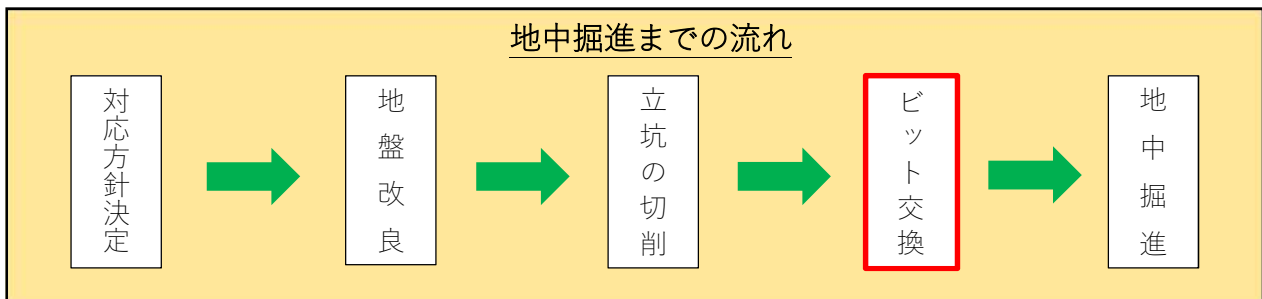 地中掘進までの流れ
対応方針決定
地盤改良
立坑の切削
ビット交換
地中掘進